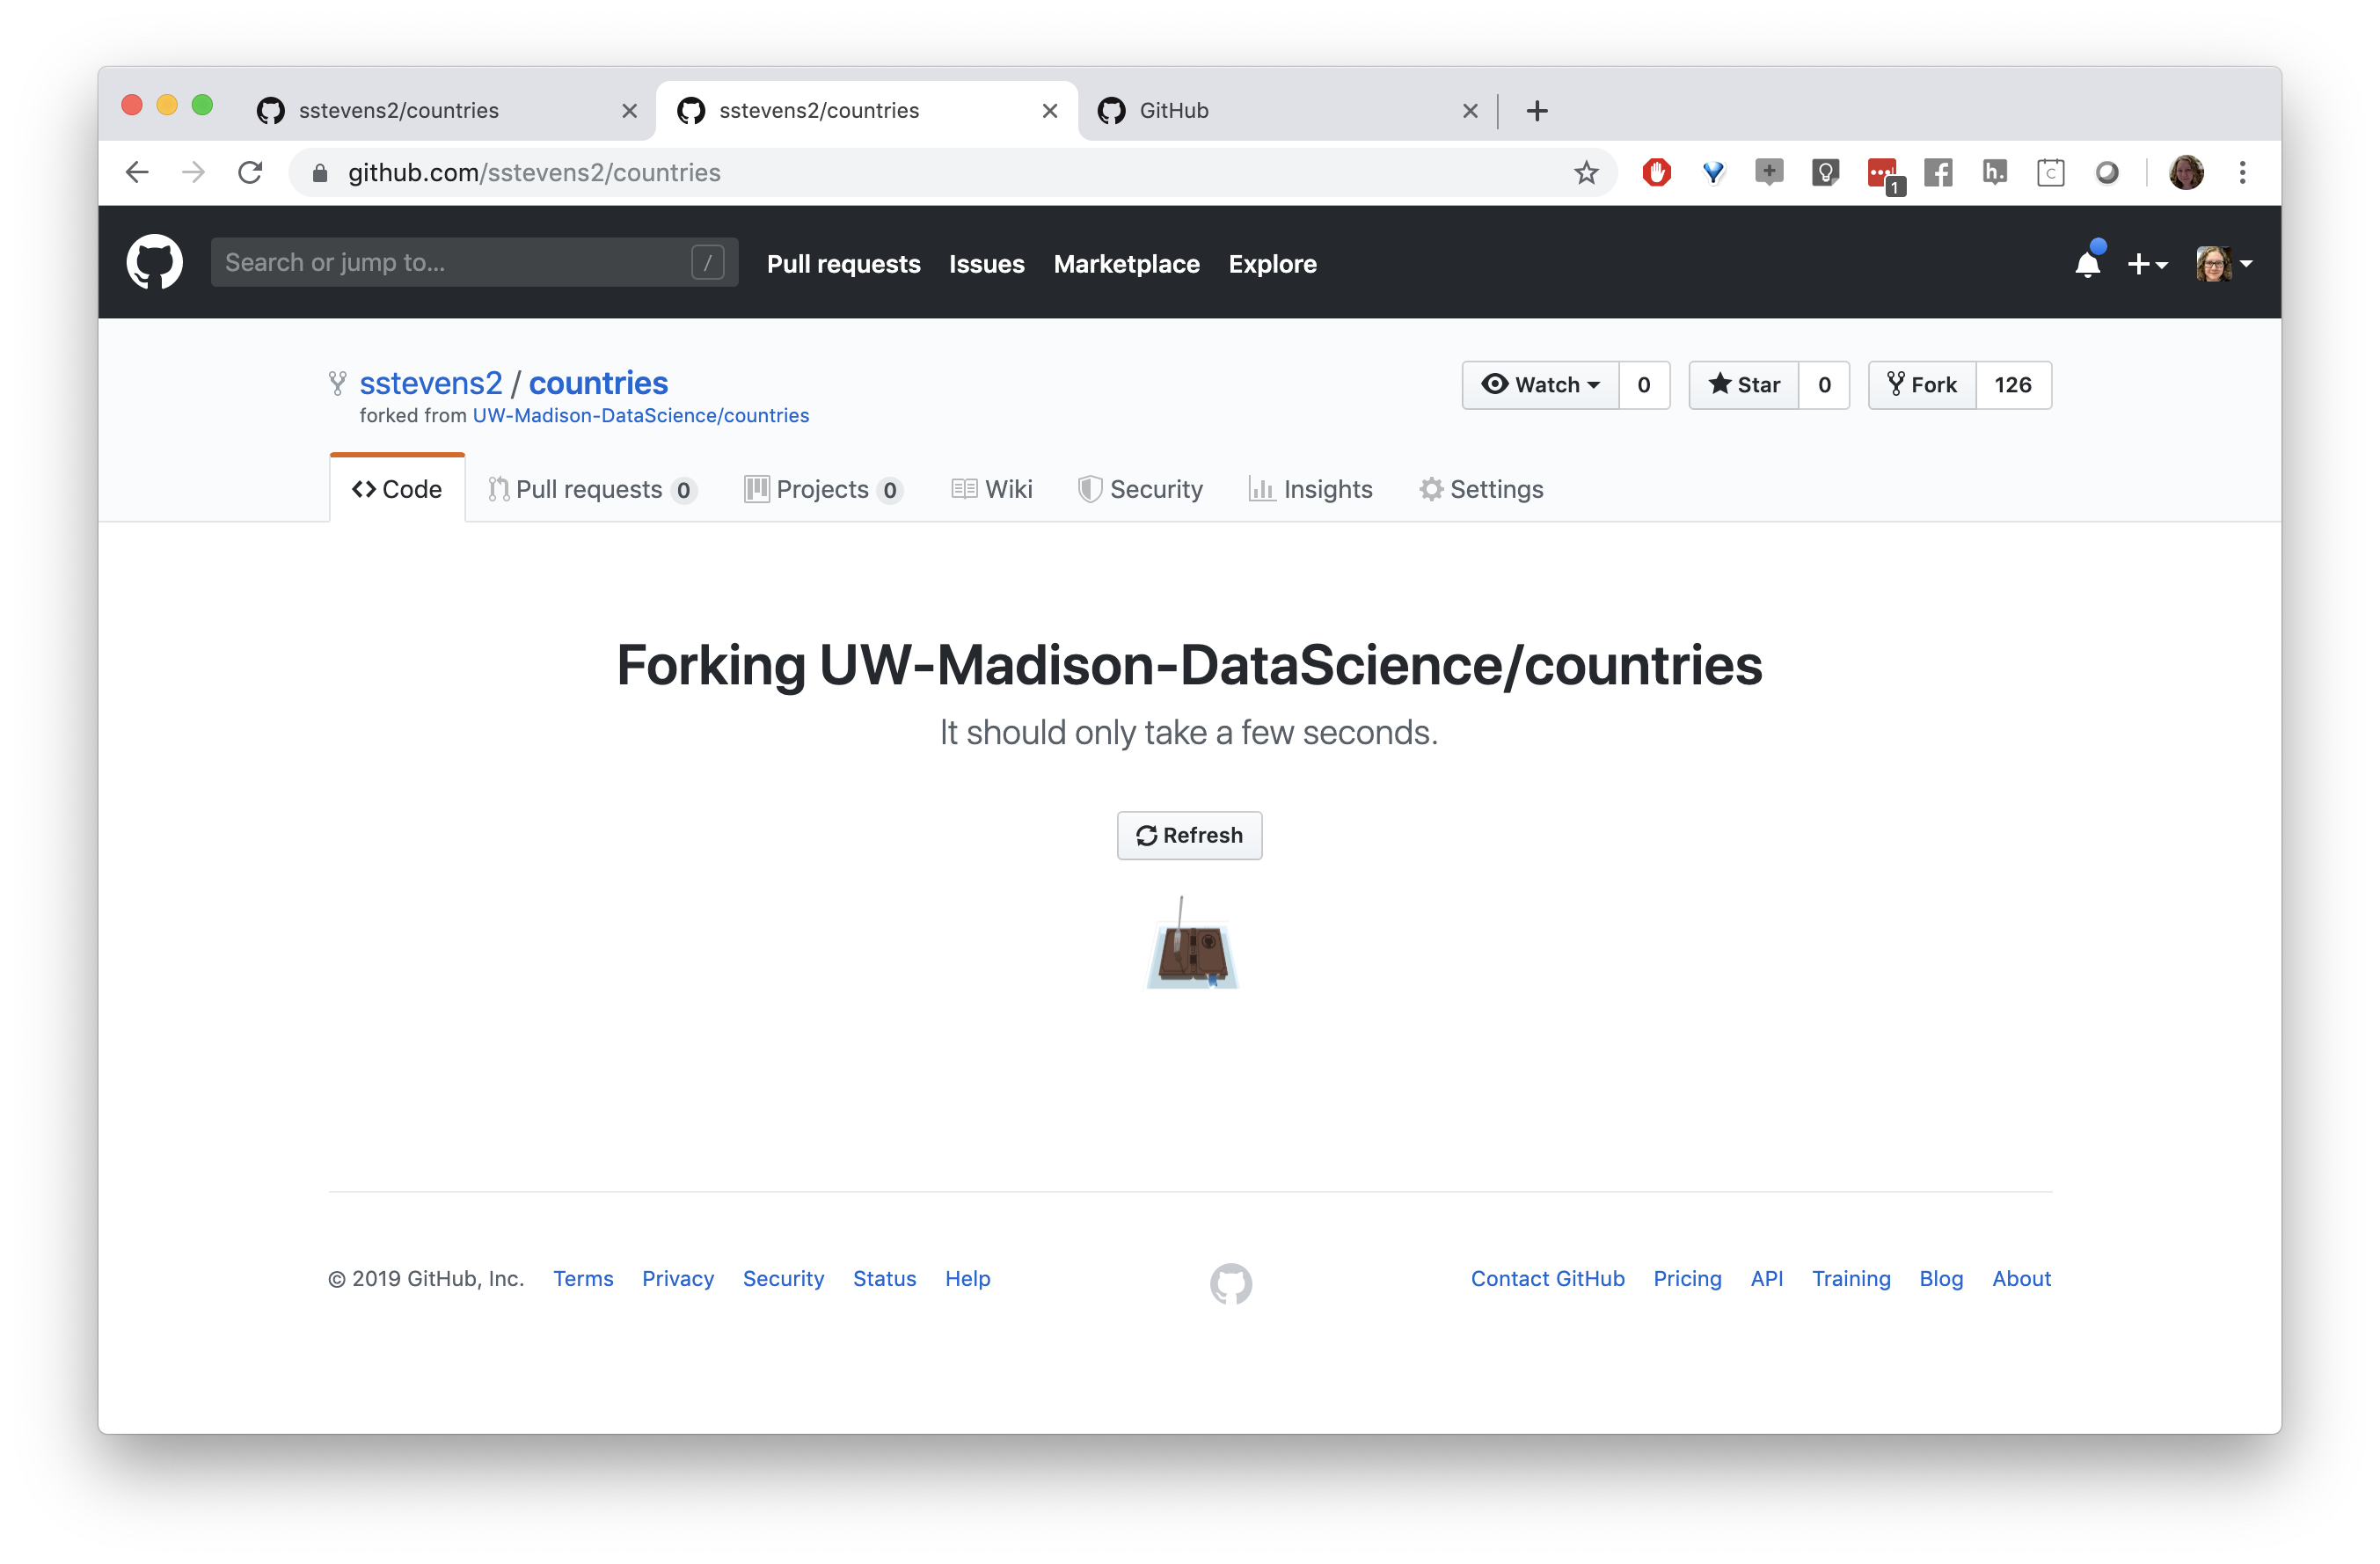 sstevens2/countries
sstevens2/countries
GitHub
github.com/sstevens2/countries
h.
c
1
Search or jump to...
/
Pull requests
Issues
Marketplace
Explore
sstevens2 / countries
forked from UW-Madison-DataScience/countries
Watch
0
Star
0
Fork
126
Code
Pull requests 0
Projects 0
Wiki
Security
Insights
Settings
Forking UW-Madison-DataScience/countries
It should only take a few seconds.
Refresh
© 2019 GitHub, Inc.
Terms
Privacy
Security
Status
Help
Contact GitHub
Pricing
API
Training
Blog
About